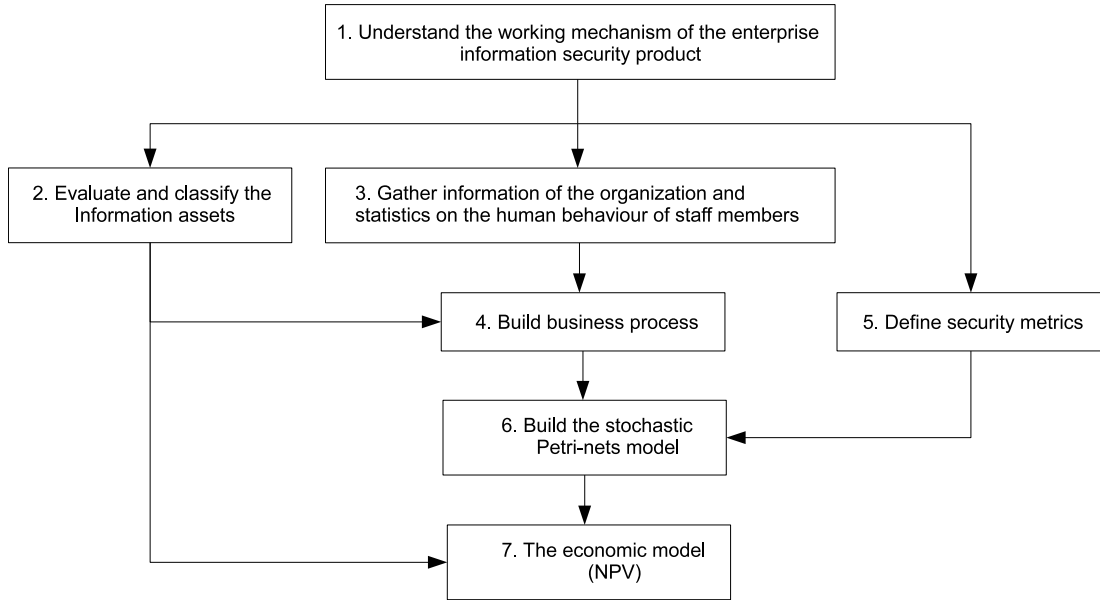 1. Understand the working mechanism of the enterprise
information security product
2. Evaluate and classify the
Information assets
3. Gather information of the organization and
statistics on the human behaviour of staff members
4. Build business process
5. Define security metrics
6. Build the stochastic
Petri-nets model
7. The economic model
(NPV)